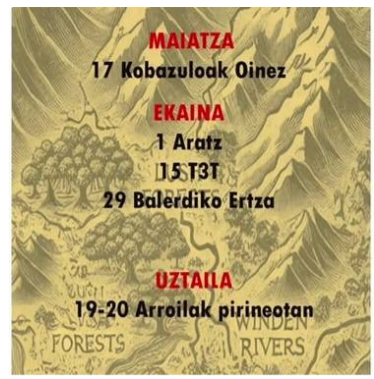 MAIATZA
17 Kobazuloak Oinez
EKAINA
1 Aratz
15 T3T
FORESTS
29 Balerdiko Ertza
UZTAILA
19-20 Arroilak pirineotan
FORESTS
WINDEN
RIVERS